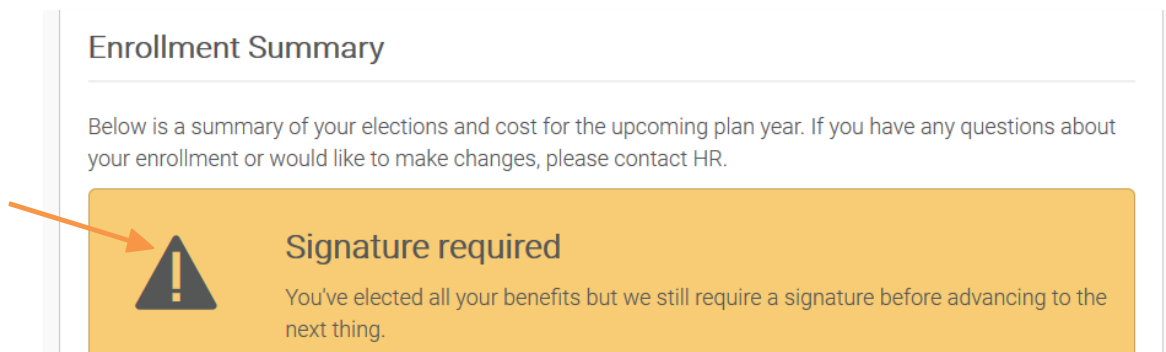 Enrollment Summary
Below is a summary of your elections and cost for the upcoming plan year. If you have any questions about
your enrollment or would like to make changes, please contact HR.
Signature required
You've elected all your benefits but we still require a signature before advancing to the
next thing.